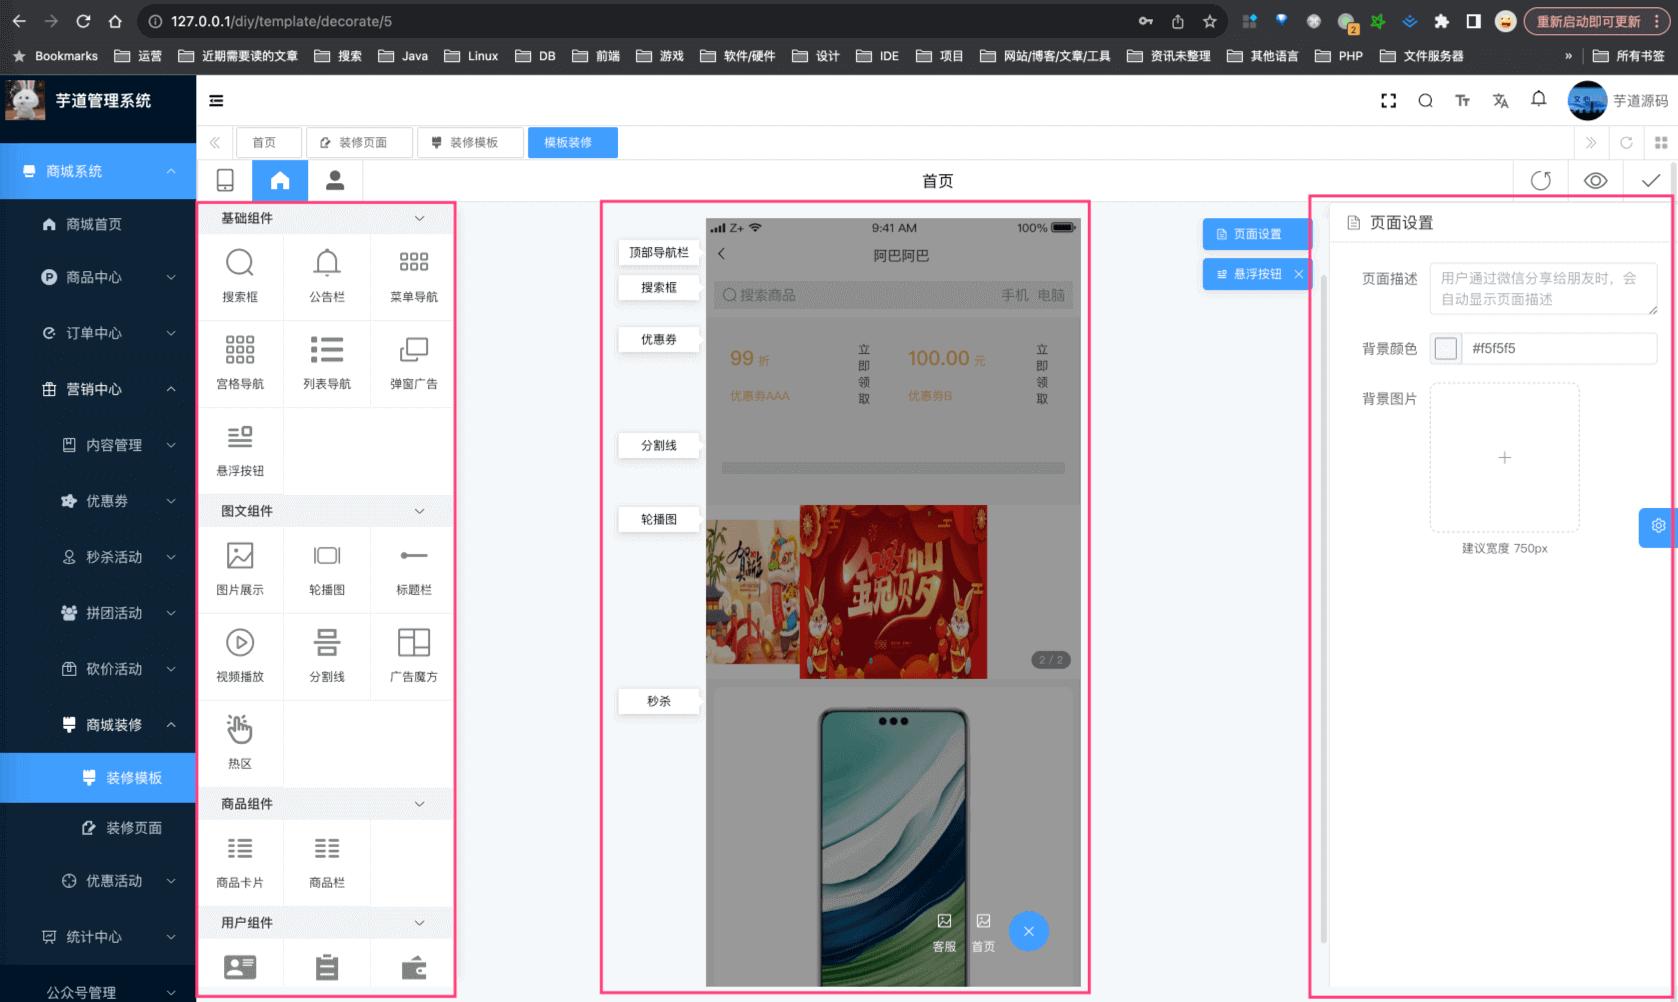 127.0.0.1/diy/template/decorate/5
2
重新启动即可更新
Bookmarks 运营 近期需要读的文章 搜索 Java Linux DB 前端 游戏 软件/硬件 设计 IDE 项目 网站/博客/文章/工具 资讯未整理 其他语言 PHP 文件服务器 » 所有书签
芋道管理系统
芋道源码
首页 装修页面 装修模板 模板装修
首页
商城系统
商城首页
商品中心
订单中心
营销中心
内容管理
优惠券
秒杀活动
拼团活动
砍价活动
商城装修
装修模板
装修页面
优惠活动
统计中心
公众号管理
基础组件
搜索框 公告栏 菜单导航
宫格导航 列表导航 弹窗广告
悬浮按钮
图文组件
图片展示 轮播图 标题栏
视频播放 分割线 广告魔方
热区
商品组件
商品卡片 商品栏
用户组件
顶部导航栏
搜索框
优惠券
分割线
轮播图
秒杀
Z+ 9:41 AM 100%
阿巴阿巴
搜索商品 手机 电脑
99 折 立即领取 100.00 元 立即领取
优惠券AAA 优惠券B
贺新年
金兔贺岁
2 / 2
客服 首页
页面设置
悬浮按钮
页面设置
页面描述 用户通过微信分享给朋友时，会
自动显示页面描述
背景颜色 #f5f5f5
背景图片
建议宽度 750px